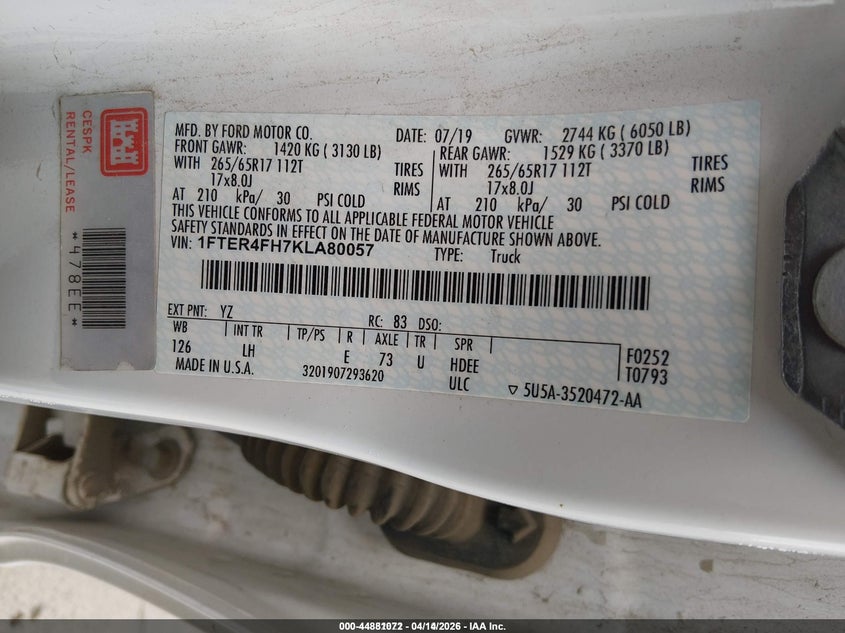 CESPK
RENTAL/LEASE
*478EE*
MFD. BY FORD MOTOR CO.
DATE: 07/19 GVWR: 2744 KG ( 6050 LB)
FRONT GAWR: 1420 KG ( 3130 LB)
REAR GAWR: 1529 KG ( 3370 LB)
WITH 265/65R17 112T TIRES
WITH 265/65R17 112T TIRES
17x8.0J RIMS
17x8.0J RIMS
AT 210 kPa/ 30 PSI COLD
AT 210 kPa/ 30 PSI COLD
THIS VEHICLE CONFORMS TO ALL APPLICABLE FEDERAL MOTOR VEHICLE
SAFETY STANDARDS IN EFFECT ON THE DATE OF MANUFACTURE SHOWN ABOVE.
VIN: 1FTER4FH7KLA80057
TYPE: Truck
EXT PNT: YZ RC: 83 DSO:
WB INT TR TP/PS R AXLE TR SPR
126 LH E 73 U HDEE
F0252
T0793
MADE IN U.S.A. 3201907293620 ULC
5U5A-3520472-AA
IAA Inc.